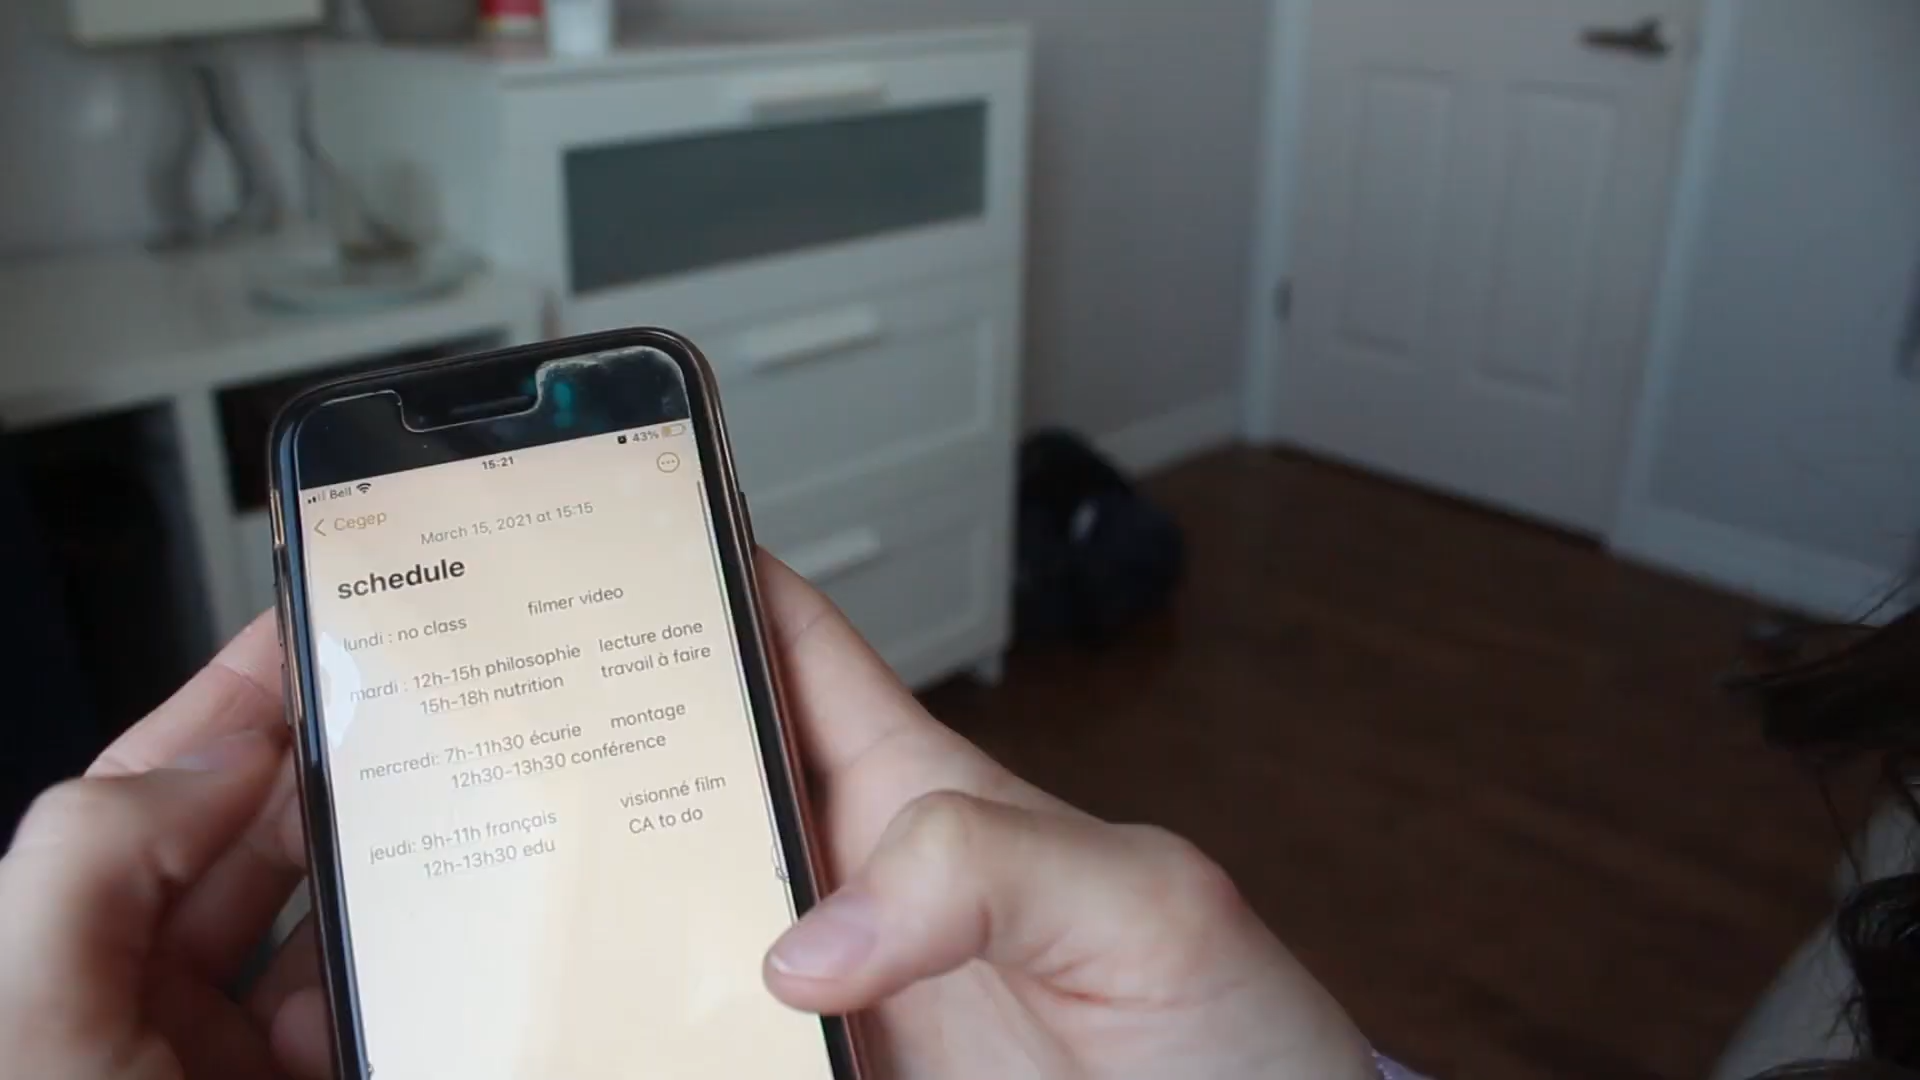 Bell 15:21 43%
Cegep
March 15, 2021 at 15:15
schedule
lundi : no class filmer video
mardi : 12h-15h philosophie lecture done
15h-18h nutrition travail à faire
mercredi: 7h-11h30 écurie montage
12h30-13h30 conférence
jeudi: 9h-11h français visionné film
12h-13h30 edu CA to do